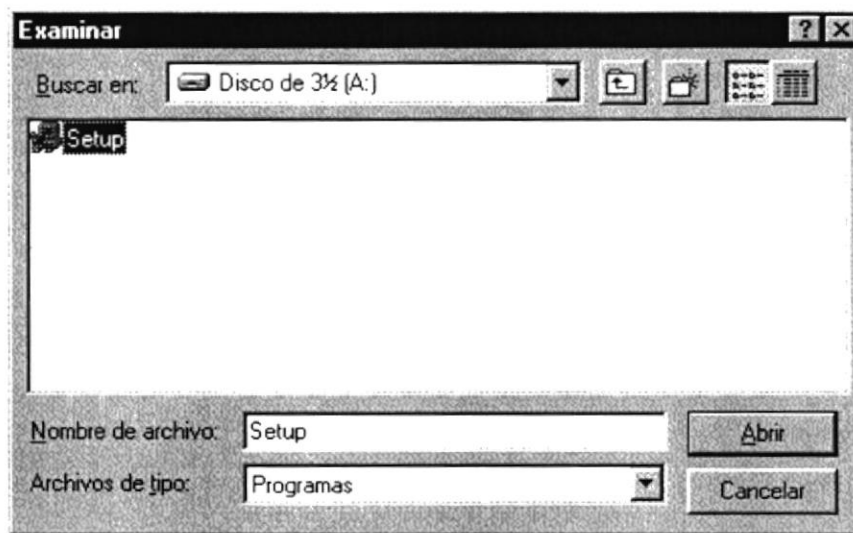 Examinar
Buscar en: Disco de 3½ (A:)
Setup
Nombre de archivo: Setup Abrir
Archivos de tipo: Programas Cancelar